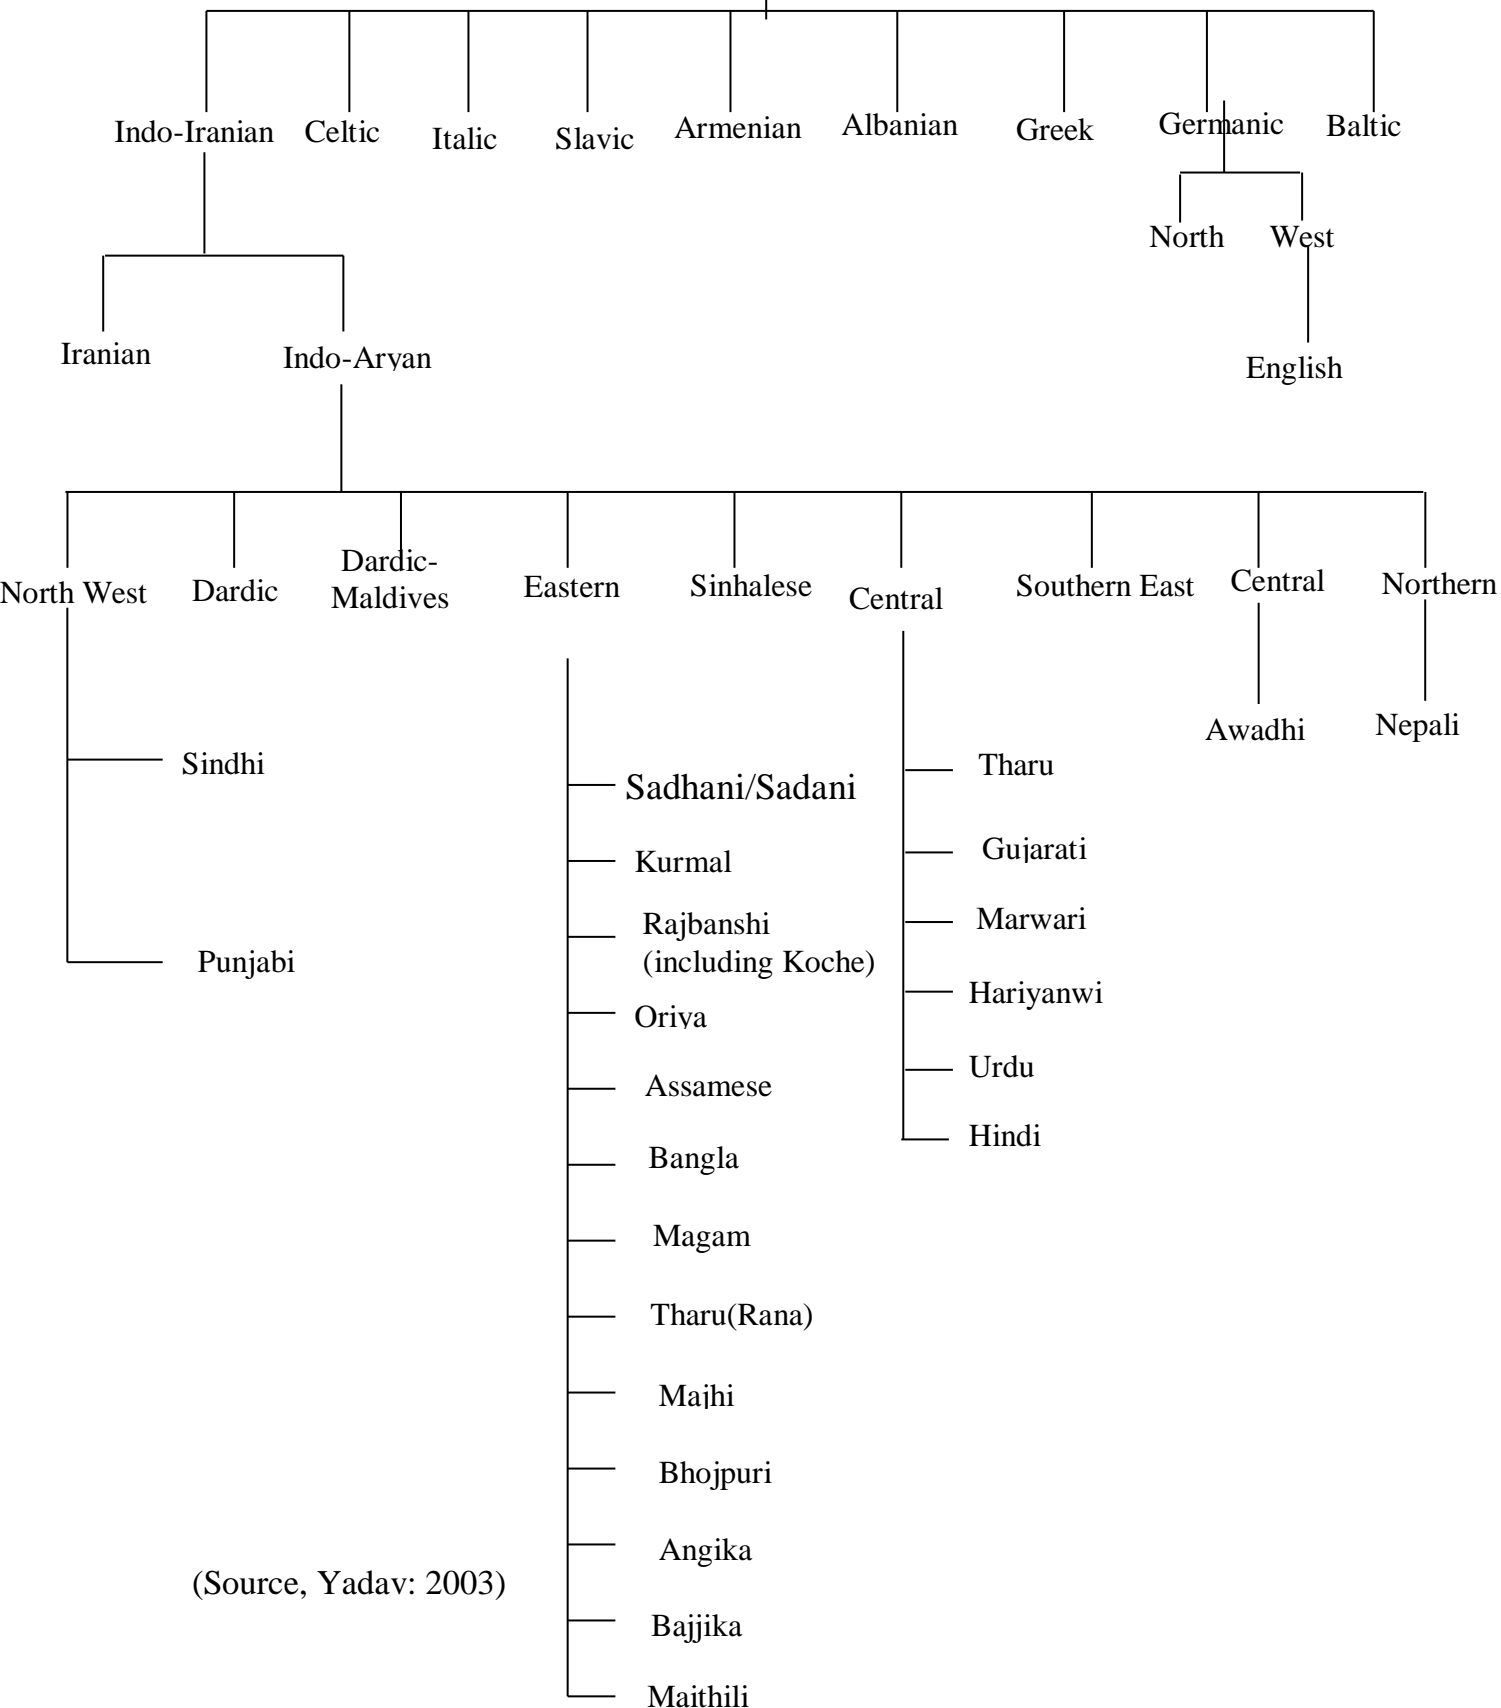 Indo-Iranian
Celtic
Italic
Slavic
Armenian
Albanian
Greek
Germanic
Baltic
North
West
Iranian
Indo-Aryan
English
North West
Dardic
Dardic-
Maldives
Eastern
Sinhalese
Central
Southern East
Central
Northern
Awadhi
Nepali
Sindhi
Punjabi
Sadhani/Sadani
Kurmal
Rajbanshi
(including Koche)
Oriya
Assamese
Bangla
Magam
Tharu(Rana)
Majhi
Bhojpuri
Angika
Bajjika
Maithili
Tharu
Gujarati
Marwari
Hariyanwi
Urdu
Hindi
(Source, Yadav: 2003)